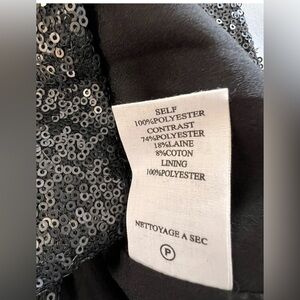 SELF
100%POLYESTER
CONTRAST
74%POLYESTER
18%LAINE
8%COTON
LINING
100%POLYESTER
NETTOYAGE A SEC
P